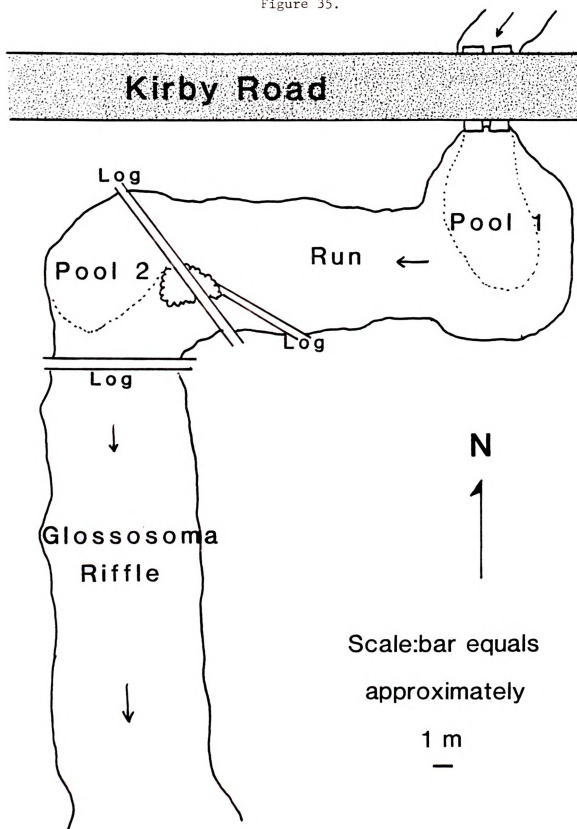 Figure 35.
Kirby Road
Log
Pool 1
Run
Pool 2
Log
Log
N
Glossosoma
Riffle
Scale:bar equals
approximately
1 m